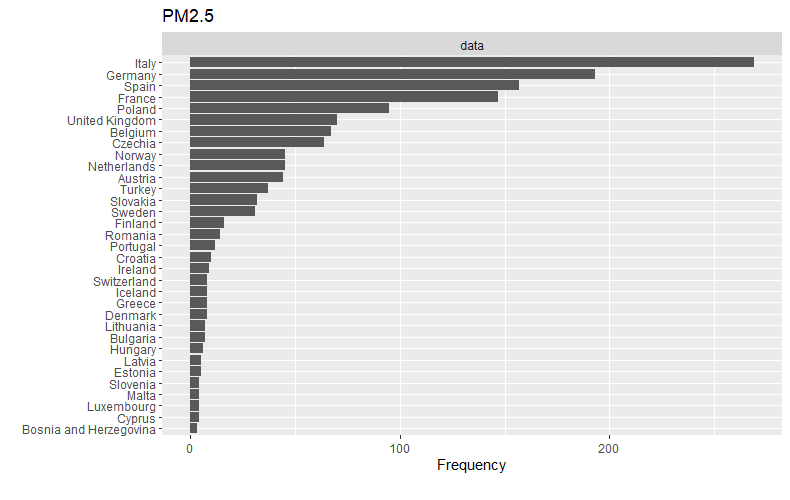 PM2.5
data
Italy
Germany
Spain
France
Poland
United Kingdom
Belgium
Czechia
Norway
Netherlands
Austria
Turkey
Slovakia
Sweden
Finland
Romania
Portugal
Croatia
Ireland
Switzerland
Iceland
Greece
Denmark
Lithuania
Bulgaria
Hungary
Latvia
Estonia
Slovenia
Malta
Luxembourg
Cyprus
Bosnia and Herzegovina
0 100 200
Frequency